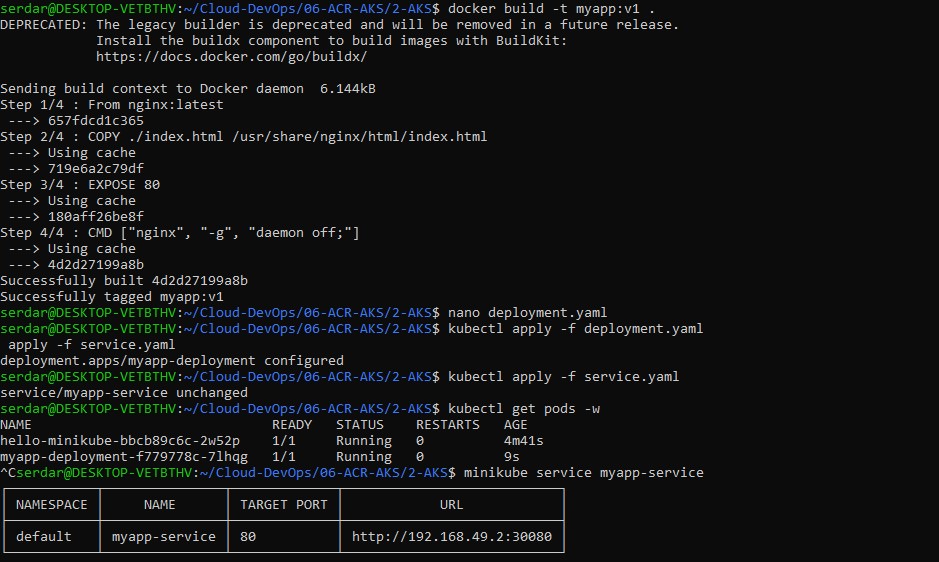 serdar@DESKTOP-VETBTHV:~/Cloud-DevOps/06-ACR-AKS/2-AKS$ docker build -t myapp:v1 .
DEPRECATED: The legacy builder is deprecated and will be removed in a future release.
            Install the buildx component to build images with BuildKit:
            https://docs.docker.com/go/buildx/
Sending build context to Docker daemon  6.144kB
Step 1/4 : From nginx:latest
 ---> 657fdcd1c365
Step 2/4 : COPY ./index.html /usr/share/nginx/html/index.html
 ---> Using cache
 ---> 719e6a2c79df
Step 3/4 : EXPOSE 80
 ---> Using cache
 ---> 180aff26be8f
Step 4/4 : CMD ["nginx", "-g", "daemon off;"]
 ---> Using cache
 ---> 4d2d27199a8b
Successfully built 4d2d27199a8b
Successfully tagged myapp:v1
serdar@DESKTOP-VETBTHV:~/Cloud-DevOps/06-ACR-AKS/2-AKS$ nano deployment.yaml
serdar@DESKTOP-VETBTHV:~/Cloud-DevOps/06-ACR-AKS/2-AKS$ kubectl apply -f deployment.yaml
 apply -f service.yaml
deployment.apps/myapp-deployment configured
serdar@DESKTOP-VETBTHV:~/Cloud-DevOps/06-ACR-AKS/2-AKS$ kubectl apply -f service.yaml
service/myapp-service unchanged
serdar@DESKTOP-VETBTHV:~/Cloud-DevOps/06-ACR-AKS/2-AKS$ kubectl get pods -w
NAME                              READY   STATUS    RESTARTS   AGE
hello-minikube-bbcb89c6c-2w52p    1/1     Running   0          4m41s
myapp-deployment-f779778c-7lhqg   1/1     Running   0          9s
^Cserdar@DESKTOP-VETBTHV:~/Cloud-DevOps/06-ACR-AKS/2-AKS$ minikube service myapp-service
NAMESPACE NAME TARGET PORT URL
default myapp-service 80 http://192.168.49.2:30080